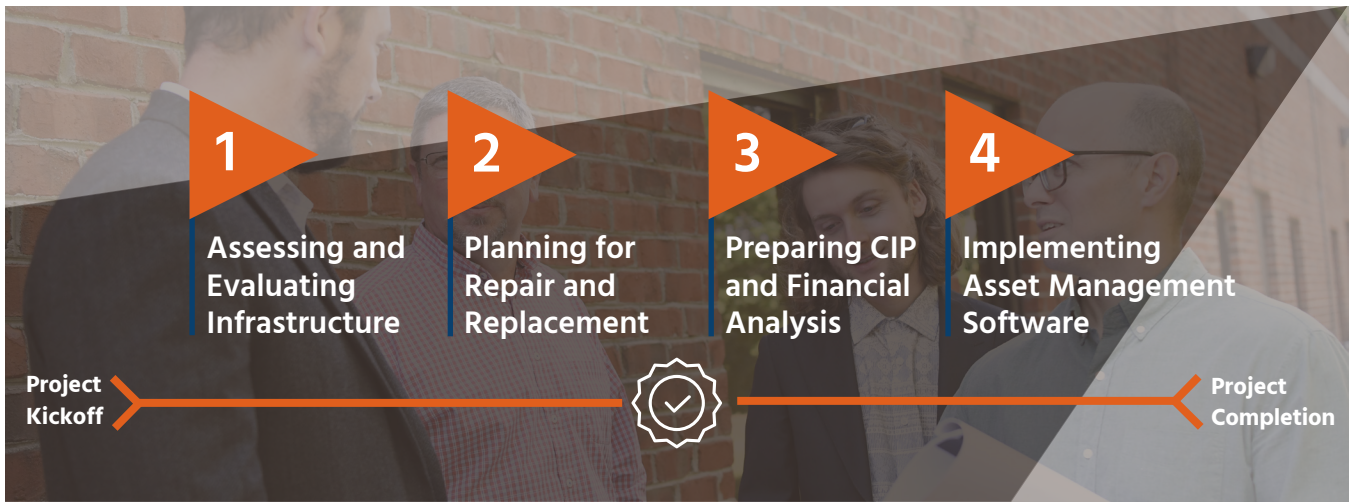 1
Assessing and
Evaluating
Infrastructure
2
Planning for
Repair and
Replacement
3
Preparing CIP
and Financial
Analysis
4
Implementing
Asset Management
Software
Project
Kickoff
Project
Completion